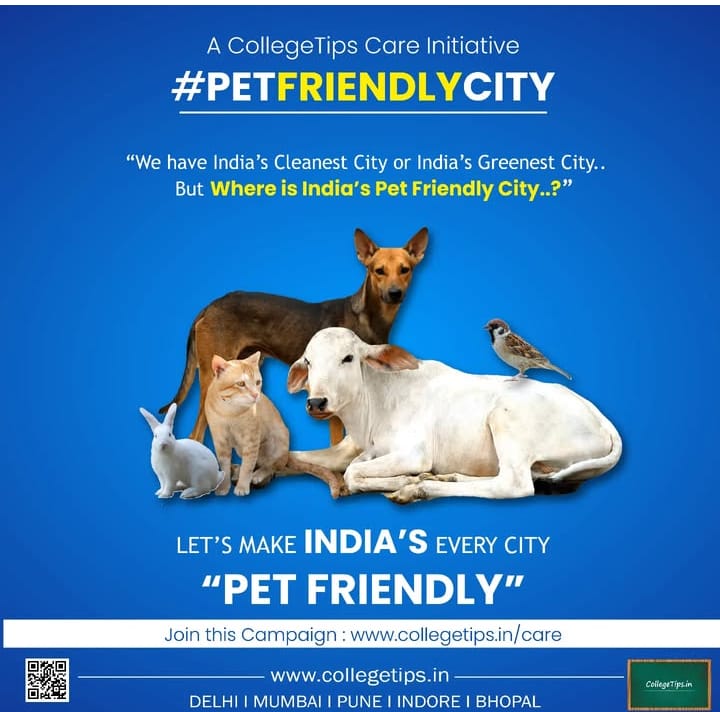 A CollegeTips Care Initiative
#PETFRIENDLYCITY
“We have India’s Cleanest City or India’s Greenest City..
But Where is India’s Pet Friendly City..?”
LET’S MAKE INDIA’S EVERY CITY
“PET FRIENDLY”
Join this Campaign : www.collegetips.in/care
www.collegetips.in
CollegeTips.in
DELHI I MUMBAI I PUNE I INDORE I BHOPAL